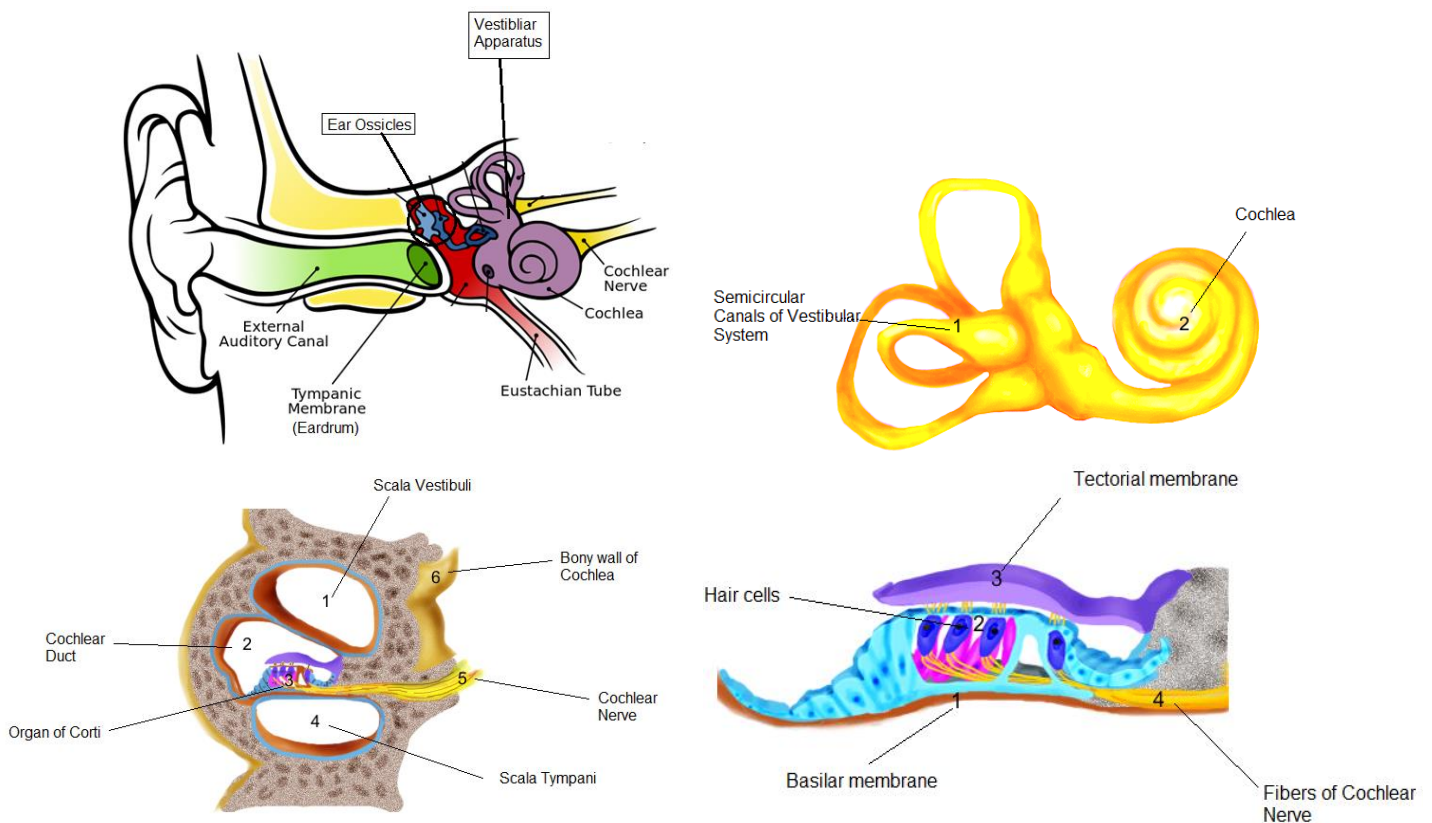 Vestibliar
Apparatus
Ear Ossicles
External
Auditory Canal
Tympanic
Membrane
(Eardrum)
Cochlear
Nerve
Cochlea
Eustachian Tube
Cochlea
Semicircular
Canals of Vestibular
System
1
2
Scala Vestibuli
Bony wall of
Cochlea
6
1
Cochlear
Duct
2
3
5
Cochlear
Nerve
Organ of Corti
4
Scala Tympani
Tectorial membrane
3
Hair cells
2
1
4
Basilar membrane
Fibers of Cochlear
Nerve